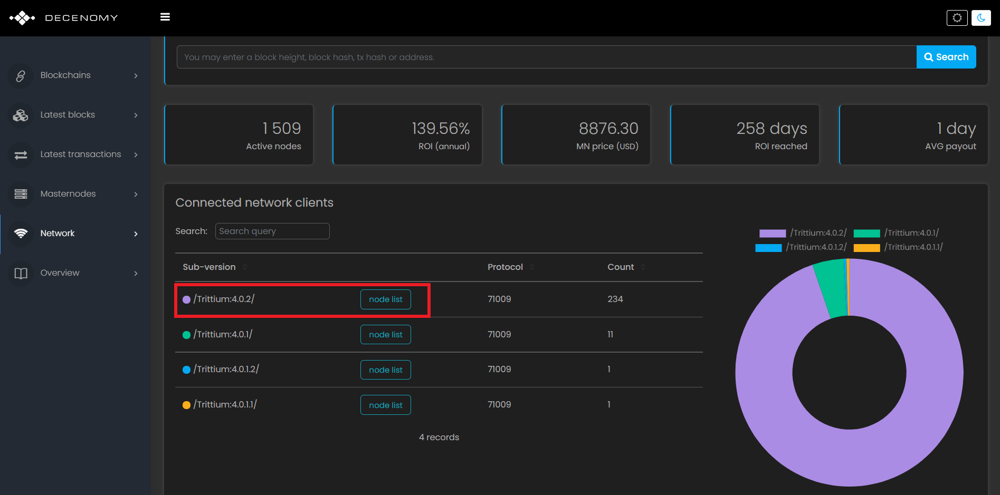 DECENOMY
You may enter a block height, block hash, tx hash or address.
Search
Blockchains
Latest blocks
Latest transactions
Masternodes
Network
Overview
1 509
Active nodes
139.56%
ROI (annual)
8876.30
MN price (USD)
258 days
ROI reached
1 day
AVG payout
Connected network clients
Search: Search query
Sub-version Protocol Count
/Trittium:4.0.2/ node list 71009 234
/Trittium:4.0.1/ node list 71009 11
/Trittium:4.0.1.2/ node list 71009 1
/Trittium:4.0.1.1/ node list 71009 1
4 records
/Trittium:4.0.2/ /Trittium:4.0.1/
/Trittium:4.0.1.2/ /Trittium:4.0.1.1/